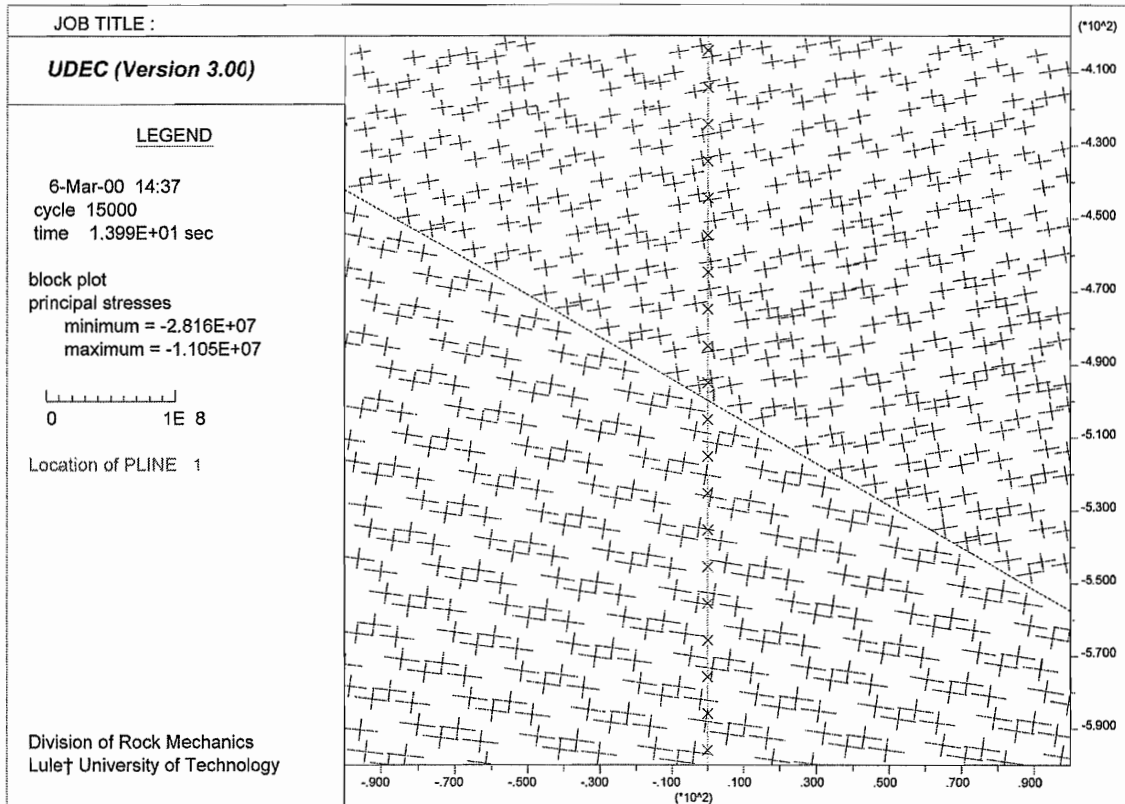 JOB TITLE :
UDEC (Version 3.00)
LEGEND
6-Mar-00 14:37
cycle 15000
time 1.399E+01 sec
block plot
principal stresses
minimum = -2.816E+07
maximum = -1.105E+07
0 1E 8
Location of PLINE 1
Division of Rock Mechanics
Lule† University of Technology
(*10^2)
-4.100
-4.300
-4.500
-4.700
-4.900
-5.100
-5.300
-5.500
-5.700
-5.900
-.900 -.700 -.500 -.300 -.100 .100 .300 .500 .700 .900
(*10^2)